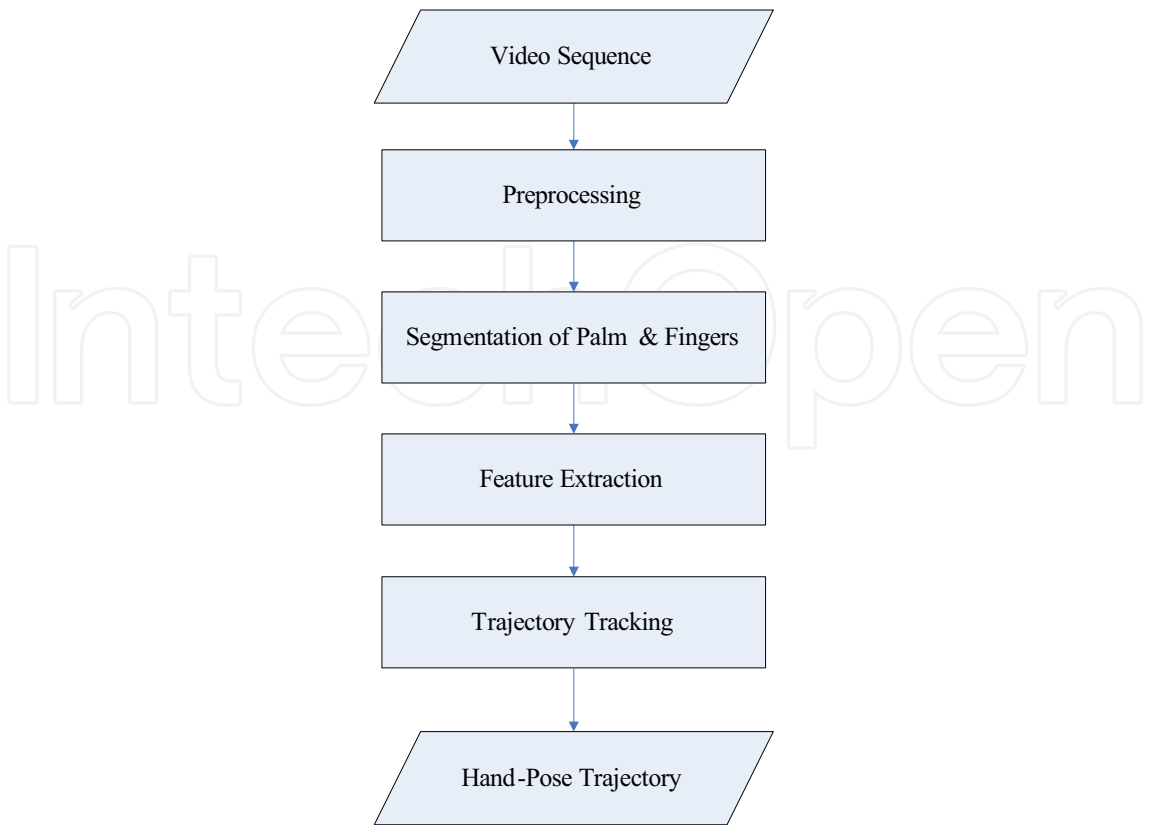 Video Sequence
Preprocessing
IntechOpen
Segmentation of Palm & Fingers
Feature Extraction
Trajectory Tracking
Hand-Pose Trajectory